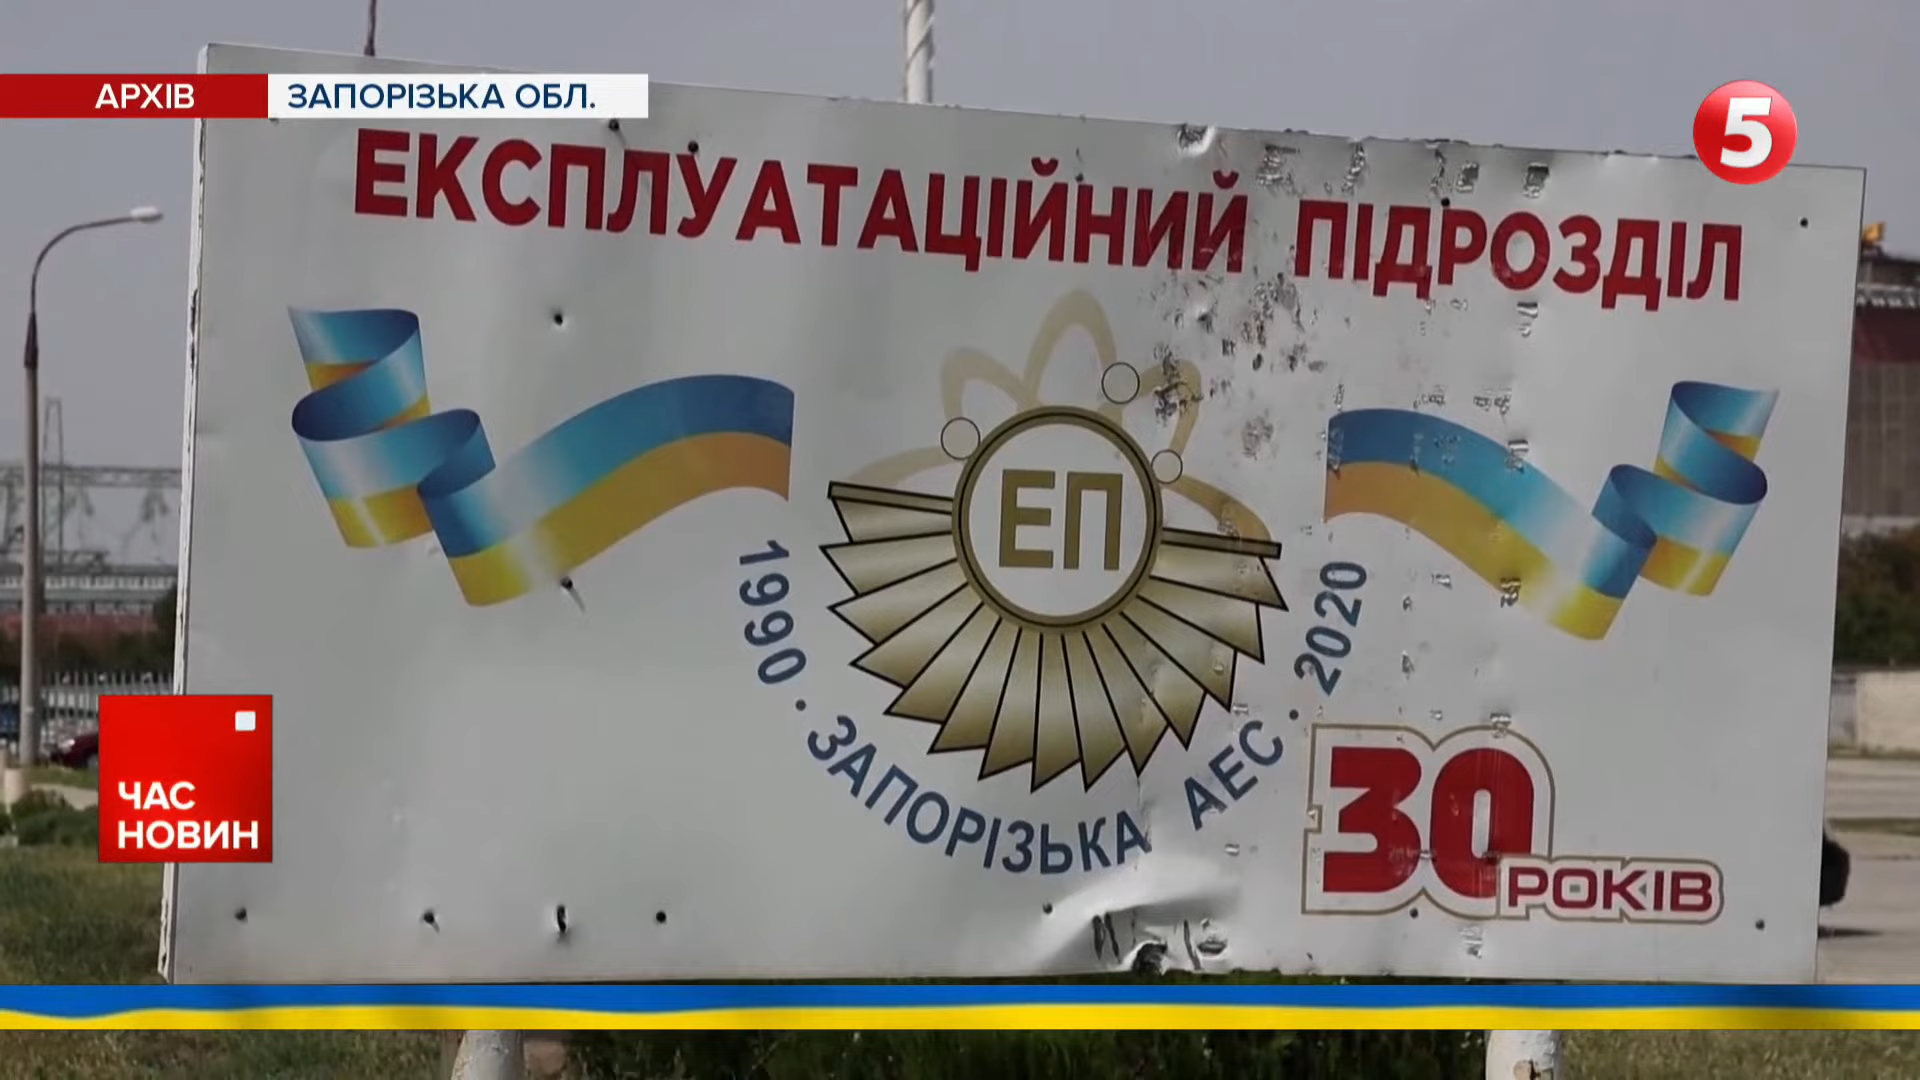 АРХІВ
ЗАПОРІЗЬКА ОБЛ.
5
ЕКСПЛУАТАЦІЙНИЙ ПІДРОЗДІЛ
ЕП
1990 · ЗАПОРІЗЬКА АЕС · 2020
30
РОКІВ
ЧАС
НОВИН